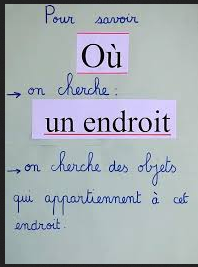 Pour savoir
Où
→ on cherche :
un endroit
→ on cherche des objets
qui appartiennent à cet
endroit.